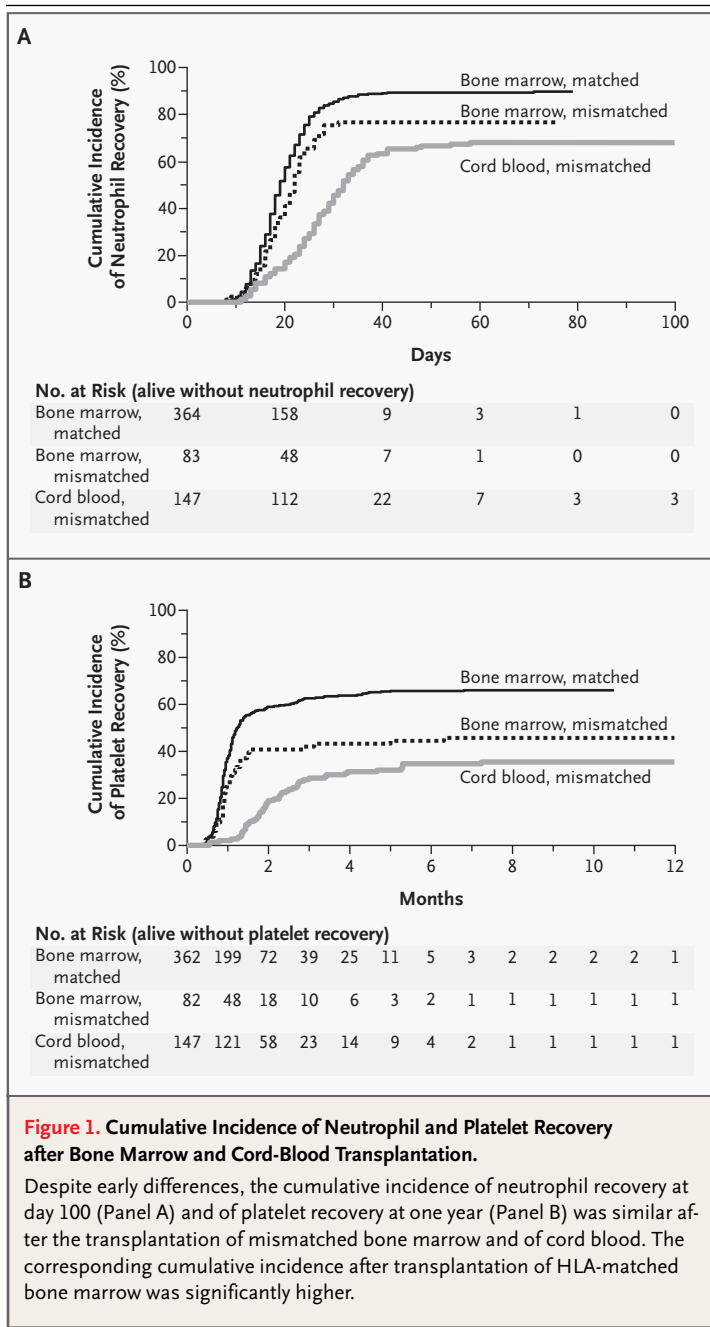 A
Cumulative Incidence
of Neutrophil Recovery (%)
100
80
60
40
20
0
Bone marrow, matched
Bone marrow, mismatched
Cord blood, mismatched
0 20 40 60 80 100
Days
No. at Risk (alive without neutrophil recovery)
Bone marrow, 364 158 9 3 1 0
matched
Bone marrow, 83 48 7 1 0 0
mismatched
Cord blood, 147 112 22 7 3 3
mismatched
B
Cumulative Incidence
of Platelet Recovery (%)
100
80
60
40
20
0
Bone marrow, matched
Bone marrow, mismatched
Cord blood, mismatched
0 2 4 6 8 10 12
Months
No. at Risk (alive without platelet recovery)
Bone marrow, 362 199 72 39 25 11 5 3 2 2 2 2 1
matched
Bone marrow, 82 48 18 10 6 3 2 1 1 1 1 1 1
mismatched
Cord blood, 147 121 58 23 14 9 4 2 1 1 1 1 1
mismatched
Figure 1. Cumulative Incidence of Neutrophil and Platelet Recovery
after Bone Marrow and Cord-Blood Transplantation.
Despite early differences, the cumulative incidence of neutrophil recovery at
day 100 (Panel A) and of platelet recovery at one year (Panel B) was similar af-
ter the transplantation of mismatched bone marrow and of cord blood. The
corresponding cumulative incidence after transplantation of HLA-matched
bone marrow was significantly higher.